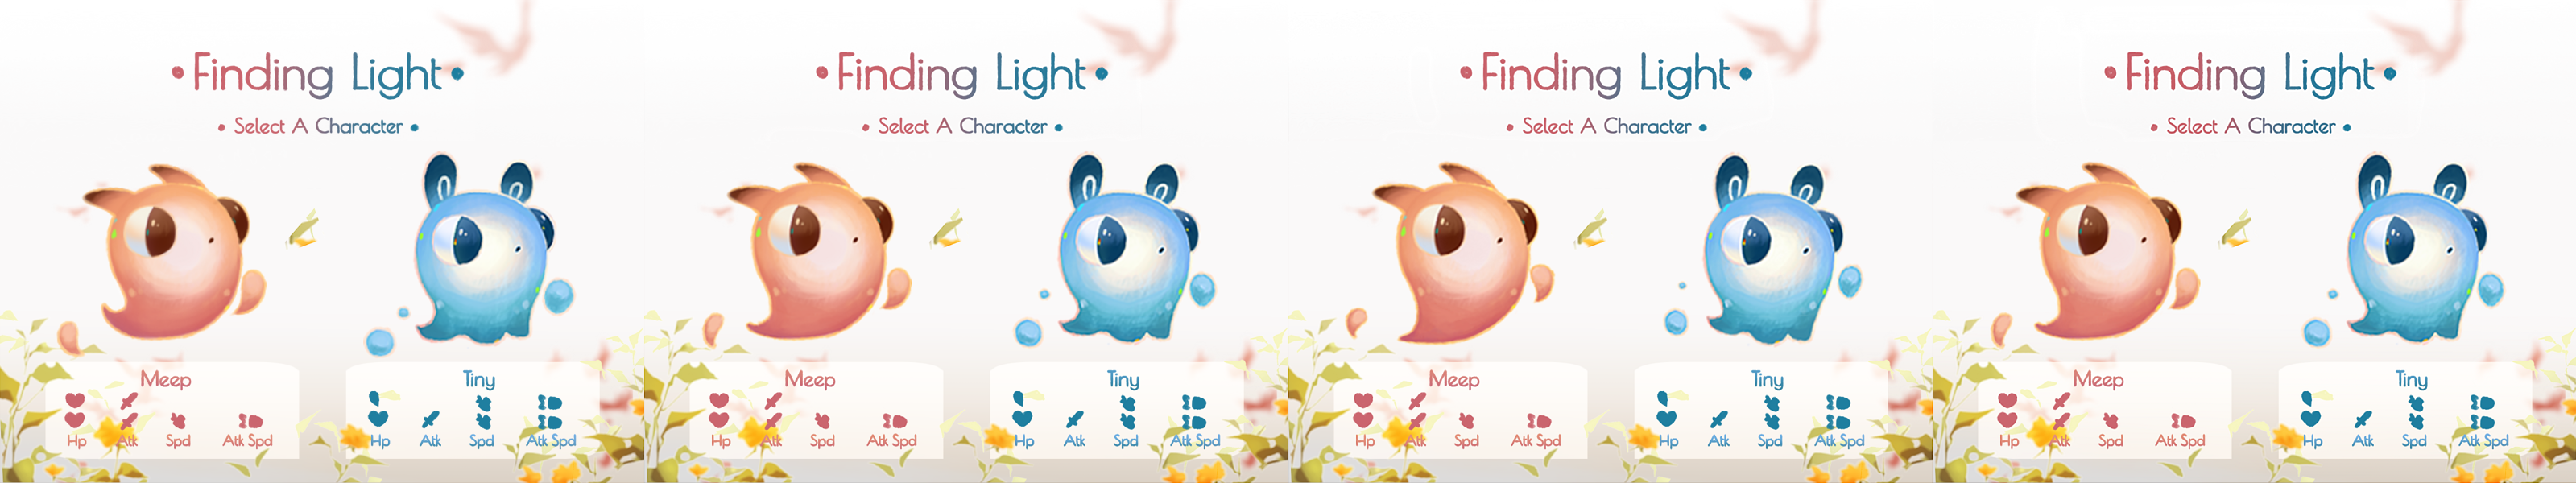 •Finding Light•
• Select A Character •
Meep
Hp Atk Spd Atk Spd
Tiny
Hp Atk Spd Atk Spd
•Finding Light•
• Select A Character •
Meep
Hp Atk Spd Atk Spd
Tiny
Hp Atk Spd Atk Spd
•Finding Light•
• Select A Character •
Meep
Hp Atk Spd Atk Spd
Tiny
Hp Atk Spd Atk Spd
•Finding Light•
• Select A Character •
Meep
Hp Atk Spd Atk Spd
Tiny
Hp Atk Spd Atk Spd